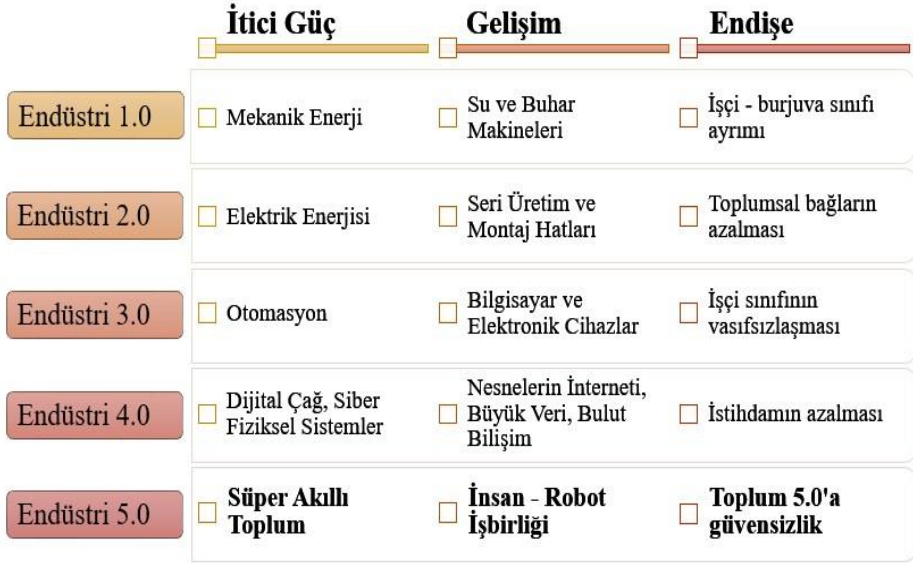 İtici Güç
Gelişim
Endişe
Endüstri 1.0
Mekanik Enerji
Su ve Buhar
Makineleri
İşçi - burjuva sınıfı
ayrımı
Endüstri 2.0
Elektrik Enerjisi
Seri Üretim ve
Montaj Hatları
Toplumsal bağların
azalması
Endüstri 3.0
Otomasyon
Bilgisayar ve
Elektronik Cihazlar
İşçi sınıfının
vasıfsızlaşması
Endüstri 4.0
Dijital Çağ, Siber
Fiziksel Sistemler
Nesnelerin İnterneti,
Büyük Veri, Bulut
Bilişim
İstihdamın azalması
Endüstri 5.0
Süper Akıllı
Toplum
İnsan - Robot
İşbirliği
Toplum 5.0'a
güvensizlik